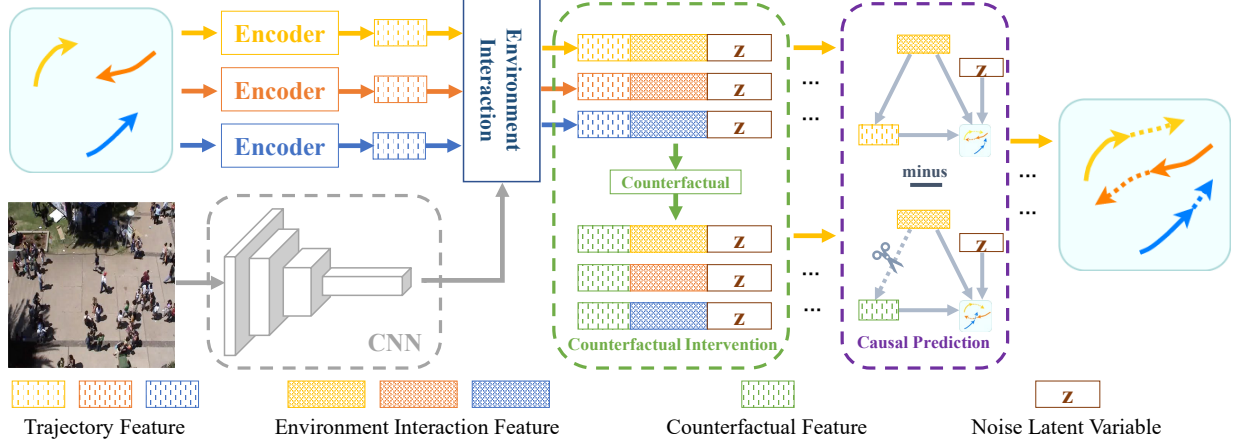 Encoder
Encoder
Encoder
Environment
Interaction
z
z
z
...
...
Counterfactual
z
z
z
...
...
Counterfactual Intervention
z
minus
z
Causal Prediction
...
...
CNN
Trajectory Feature
Environment Interaction Feature
Counterfactual Feature
z
Noise Latent Variable